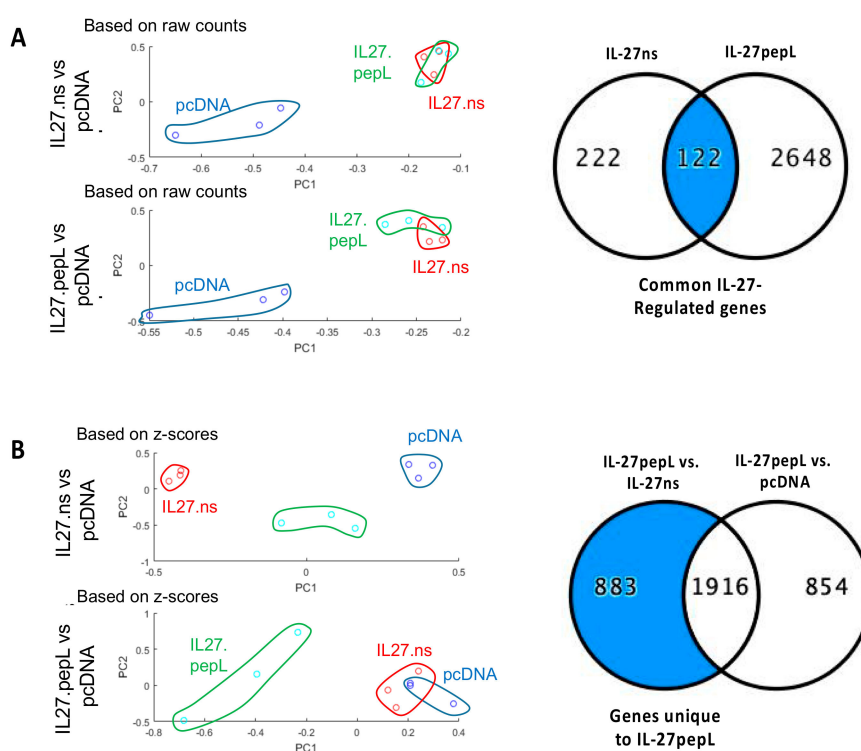 A
Based on raw counts
IL27.ns vs
pcDNA
PC2
0.5
0
-0.5
pcDNA
IL27.
pepL
IL27.ns
-0.7
-0.6
-0.5
-0.4
-0.3
-0.2
-0.1
PC1
Based on raw counts
IL27.pepL vs
pcDNA
PC2
0.5
0
-0.5
pcDNA
IL27.
pepL
IL27.ns
-0.55
-0.5
-0.45
-0.4
-0.35
-0.3
-0.25
-0.2
PC1
IL-27ns
IL-27pepL
222
122
2648
Common IL-27-
Regulated genes
B
Based on z-scores
IL27.ns vs
pcDNA
PC2
0.5
0
-0.5
-1
IL27.ns
pcDNA
-0.5
0
0.5
PC1
Based on z-scores
IL27.pepL vs
pcDNA
PC2
1
0.5
0
-0.5
IL27.
pepL
IL27.ns
pcDNA
-0.8
-0.6
-0.4
-0.2
0
0.2
0.4
PC1
IL-27pepL vs.
IL-27ns
IL-27pepL vs.
pcDNA
883
1916
854
Genes unique
to IL-27pepL